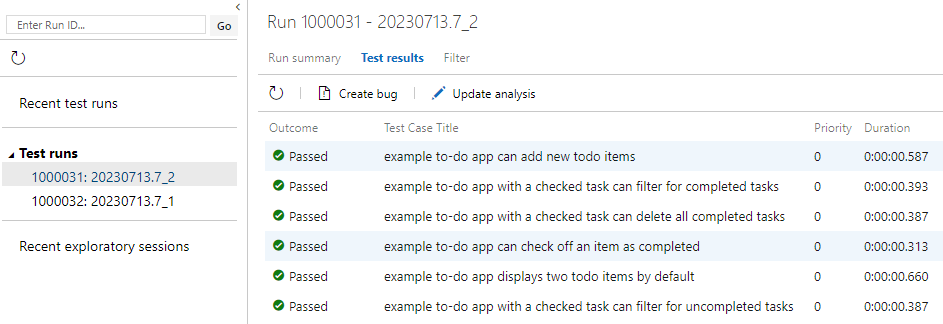 Enter Run ID...
Go
Recent test runs
Test runs
1000031: 20230713.7_2
1000032: 20230713.7_1
Recent exploratory sessions
Run 1000031 - 20230713.7_2
Run summary Test results Filter
Create bug Update analysis
Outcome Test Case Title Priority Duration
Passed example to-do app can add new todo items 0 0:00:00.587
Passed example to-do app with a checked task can filter for completed tasks 0 0:00:00.393
Passed example to-do app with a checked task can delete all completed tasks 0 0:00:00.387
Passed example to-do app can check off an item as completed 0 0:00:00.313
Passed example to-do app displays two todo items by default 0 0:00:00.660
Passed example to-do app with a checked task can filter for uncompleted tasks 0 0:00:00.387